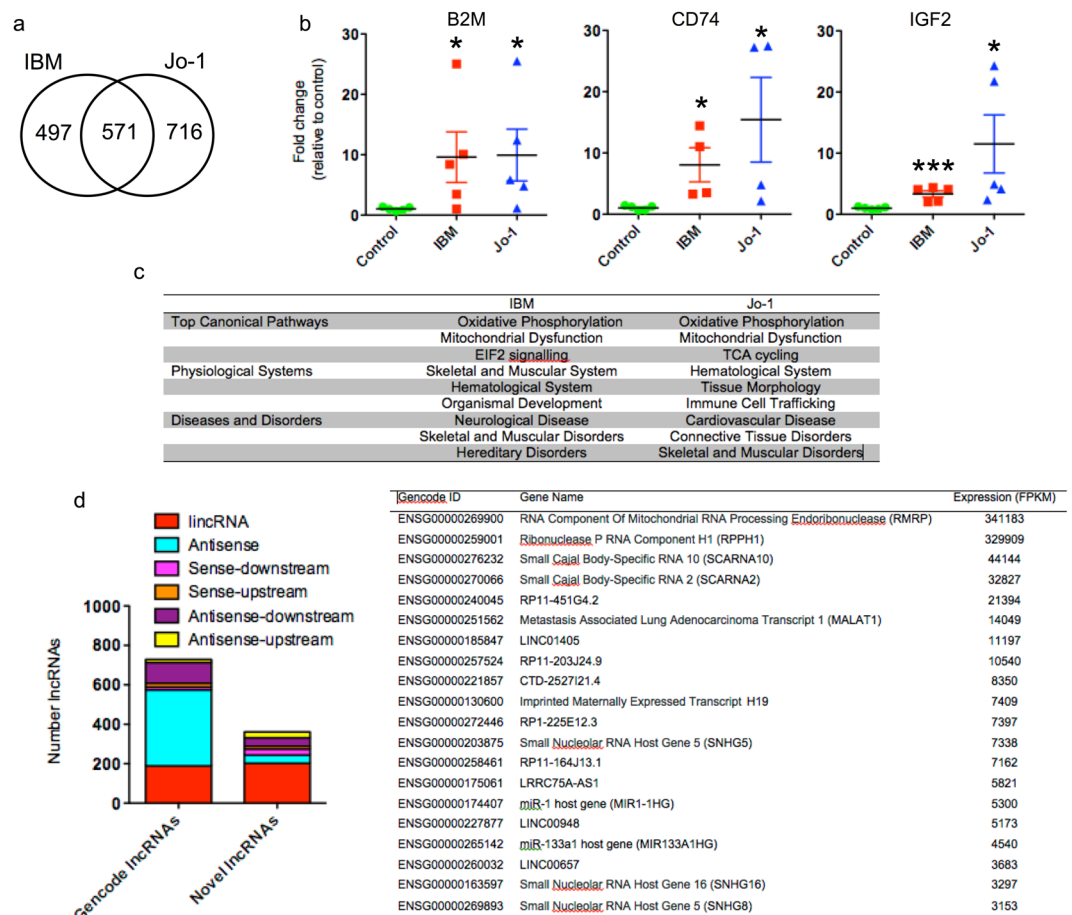 a
IBM
Jo-1
497
571
716
b
B2M
CD74
IGF2
Fold change
(relative to control)
30
20
10
0
*
*
Control
IBM
Jo-1
30
20
10
0
*
*
Control
IBM
Jo-1
30
20
10
0
***
*
Control
IBM
Jo-1
c
IBM Jo-1
Top Canonical Pathways Oxidative Phosphorylation Oxidative Phosphorylation
Mitochondrial Dysfunction Mitochondrial Dysfunction
EIF2 signalling TCA cycling
Physiological Systems Skeletal and Muscular System Hematological System
Hematological System Tissue Morphology
Organismal Development Immune Cell Trafficking
Diseases and Disorders Neurological Disease Cardiovascular Disease
Skeletal and Muscular Disorders Connective Tissue Disorders
Hereditary Disorders Skeletal and Muscular Disorders
d
lincRNA
Antisense
Sense-downstream
Sense-upstream
Antisense-downstream
Antisense-upstream
Number lncRNAs
1000
800
600
400
200
0
Gencode lncRNAs
Novel lncRNAs
Gencode ID Gene Name Expression (FPKM)
ENSG00000269900 RNA Component Of Mitochondrial RNA Processing Endoribonuclease (RMRP) 341183
ENSG00000259001 Ribonuclease P RNA Component H1 (RPPH1) 329909
ENSG00000276232 Small Cajal Body-Specific RNA 10 (SCARNA10) 44144
ENSG00000270066 Small Cajal Body-Specific RNA 2 (SCARNA2) 32827
ENSG00000240045 RP11-451G4.2 21394
ENSG00000251562 Metastasis Associated Lung Adenocarcinoma Transcript 1 (MALAT1) 14049
ENSG00000185847 LINC01405 11197
ENSG00000257524 RP11-203J24.9 10540
ENSG00000221857 CTD-2527I21.4 8350
ENSG00000130600 Imprinted Maternally Expressed Transcript H19 7409
ENSG00000272446 RP1-225E12.3 7397
ENSG00000203875 Small Nucleolar RNA Host Gene 5 (SNHG5) 7338
ENSG00000258461 RP11-164J13.1 7162
ENSG00000175061 LRRC75A-AS1 5821
ENSG00000174407 miR-1 host gene (MIR1-1HG) 5300
ENSG00000227877 LINC00948 5173
ENSG00000265142 miR-133a1 host gene (MIR133A1HG) 4540
ENSG00000260032 LINC00657 3683
ENSG00000163597 Small Nucleolar RNA Host Gene 16 (SNHG16) 3297
ENSG00000269893 Small Nucleolar RNA Host Gene 5 (SNHG8) 3153